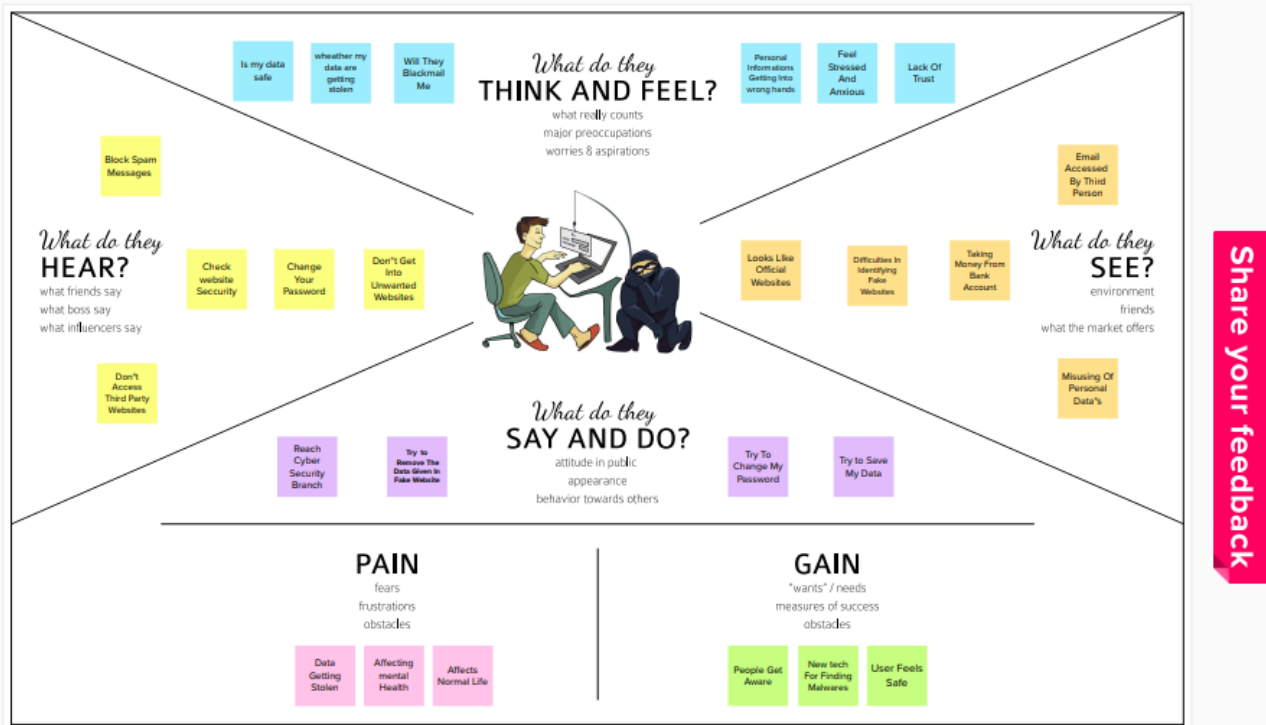 Is my data
safe
wheather my
data are
getting
stolen
Will They
Blackmail
Me
What do they
THINK AND FEEL?
what really counts
major preoccupations
worries & aspirations
Personal
Informations
Getting Into
wrong hands
Feel
Stressed
And
Anxious
Lack Of
Trust
Block Spam
Messages
What do they
HEAR?
what friends say
what boss say
what influencers say
Check
website
Seccurity
Change
Your
Password
Don"t Get
Into
Unwanted
Websites
Don"t
Access
Third Party
Websites
Email
Accessed
By Third
Person
Looks LIke
Official
Websites
Difficulties In
Identifying
Fake
Websites
Taking
Money From
Bank
Account
What do they
SEE?
environment
friends
what the market offers
Misusing Of
Personal
Data"s
What do they
SAY AND DO?
attitude in public
appearance
behavior towards others
Reach
Cyber
Security
Branch
Try to
Remove The
Data Given In
Fake Website
Try To
Change My
Password
Try to Save
My Data
PAIN
fears
frustrations
obstacles
Data
Getting
Stolen
Affecting
mental
Health
Affects
Normal Life
GAIN
"wants" / needs
measures of success
obstacles
People Get
Aware
New tech
For Finding
Malwares
User Feels
Safe
Share your feedback